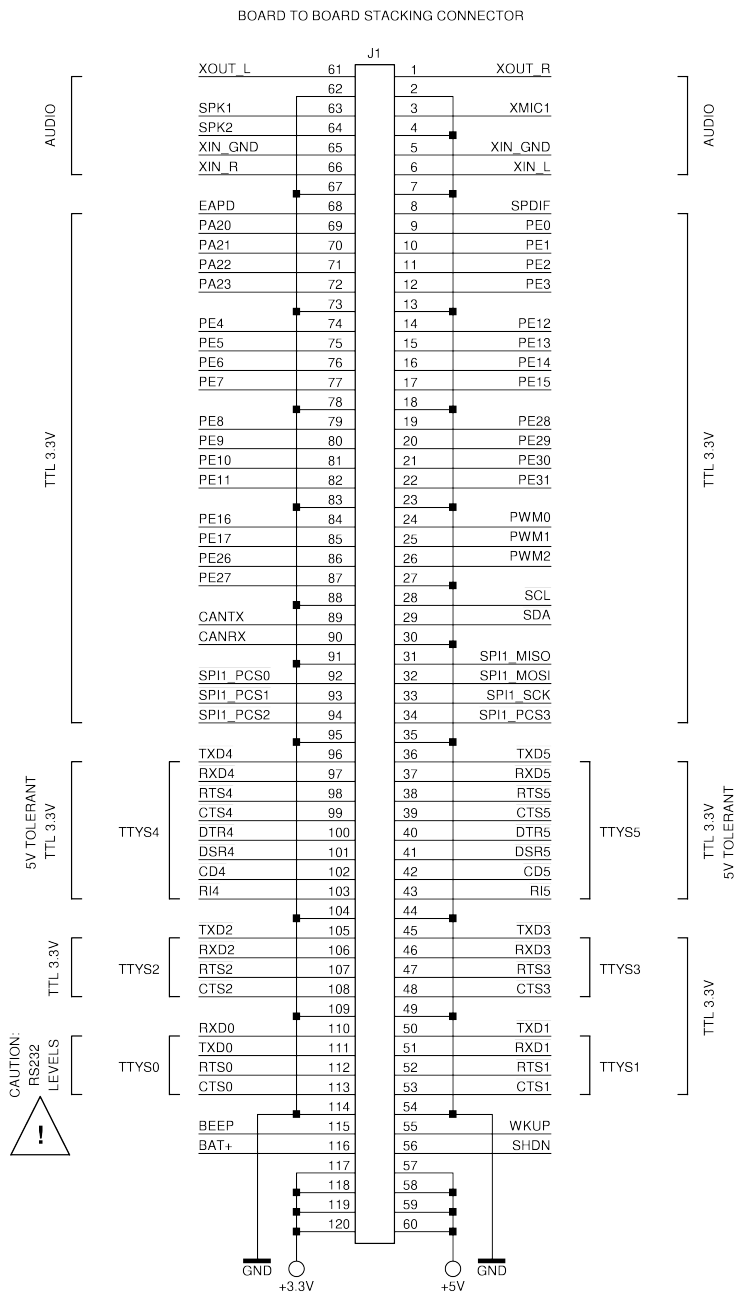 BOARD TO BOARD STACKING CONNECTOR
J1
XOUT_L 61 1 XOUT_R
62 2
SPK1 63 3 XMIC1
SPK2 64 4
XIN_GND 65 5 XIN_GND
XIN_R 66 6 XIN_L
67 7
EAPD 68 8 SPDIF
PA20 69 9 PE0
PA21 70 10 PE1
PA22 71 11 PE2
PA23 72 12 PE3
73 13
PE4 74 14 PE12
PE5 75 15 PE13
PE6 76 16 PE14
PE7 77 17 PE15
78 18
PE8 79 19 PE28
PE9 80 20 PE29
PE10 81 21 PE30
PE11 82 22 PE31
83 23
PE16 84 24 PWM0
PE17 85 25 PWM1
PE26 86 26 PWM2
PE27 87 27
88 28 SCL
CANTX 89 29 SDA
CANRX 90 30
91 31 SPI1_MISO
SPI1_PCS0 92 32 SPI1_MOSI
SPI1_PCS1 93 33 SPI1_SCK
SPI1_PCS2 94 34 SPI1_PCS3
95 35
TXD4 96 36 TXD5
RXD4 97 37 RXD5
RTS4 98 38 RTS5
CTS4 99 39 CTS5
DTR4 100 40 DTR5
DSR4 101 41 DSR5
CD4 102 42 CD5
RI4 103 43 RI5
104 44
TXD2 105 45 TXD3
RXD2 106 46 RXD3
RTS2 107 47 RTS3
CTS2 108 48 CTS3
109 49
RXD0 110 50 TXD1
TXD0 111 51 RXD1
RTS0 112 52 RTS1
CTS0 113 53 CTS1
114 54
BEEP 115 55 WKUP
BAT+ 116 56 SHDN
117 57
118 58
119 59
120 60
GND
+3.3V
+5V
GND
AUDIO
TTL 3.3V
5V TOLERANT
TTL 3.3V
TTYS4
TTL 3.3V
TTYS2
CAUTION:
RS232
LEVELS
TTYS0
!
AUDIO
TTL 3.3V
TTYS5
TTL 3.3V
5V TOLERANT
TTYS3
TTL 3.3V
TTYS1